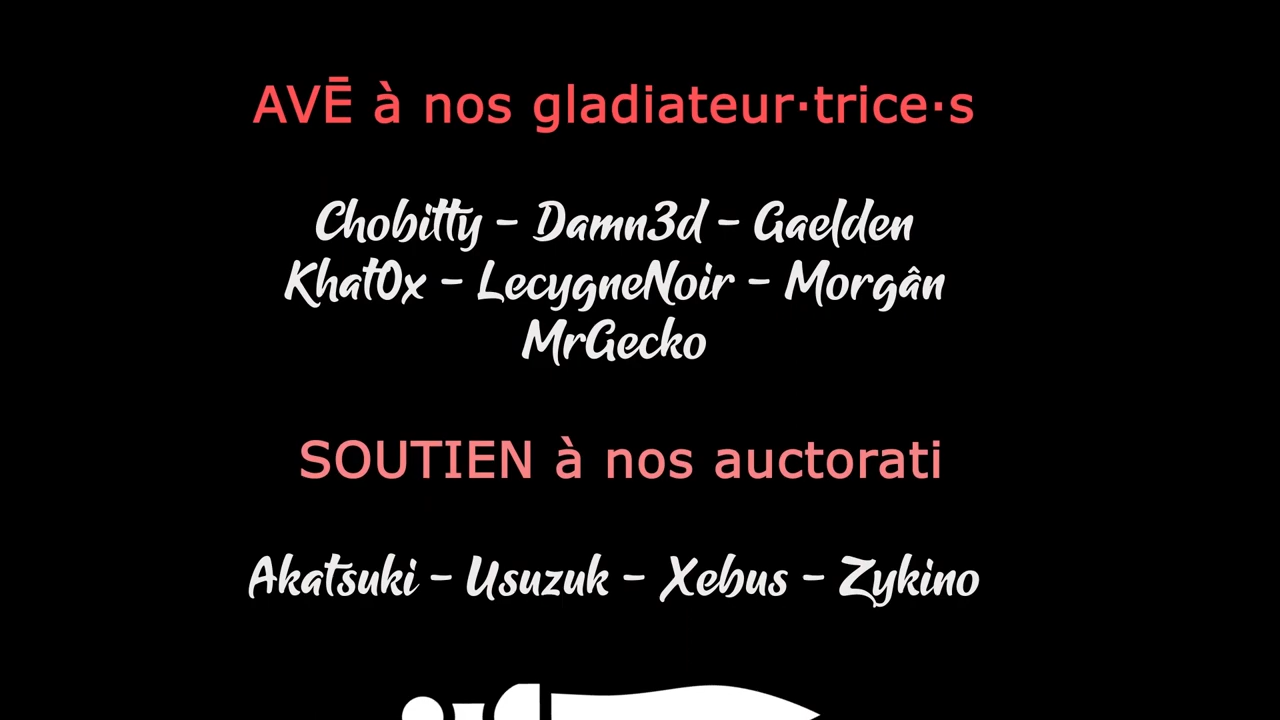 AVĒ à nos gladiateur·trice·s
Chobitty - Damn3d - Gaelden
Khat0x - LecygneNoir - Morgân
MrGecko
SOUTIEN à nos auctorati
Akatsuki - Usuzuk - Xebus - Zykino